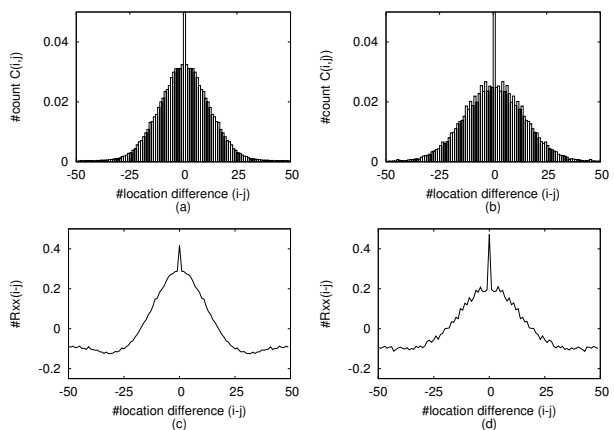 #count C(i,j)
0.04
0.02
0
-50
-25
0
25
50
#location difference (i-j)
(a)
#count C(i,j))
0.04
0.02
0
-50
-25
0
25
50
#location difference (i-j)
(b)
#Rxx(i-j)
0.4
0.2
0
-0.2
-50
-25
0
25
50
#location difference (i-j)
(c)
#Rxx(i-j)
0.4
0.2
0
-0.2
-50
-25
0
25
50
#location difference (i-j)
(d)